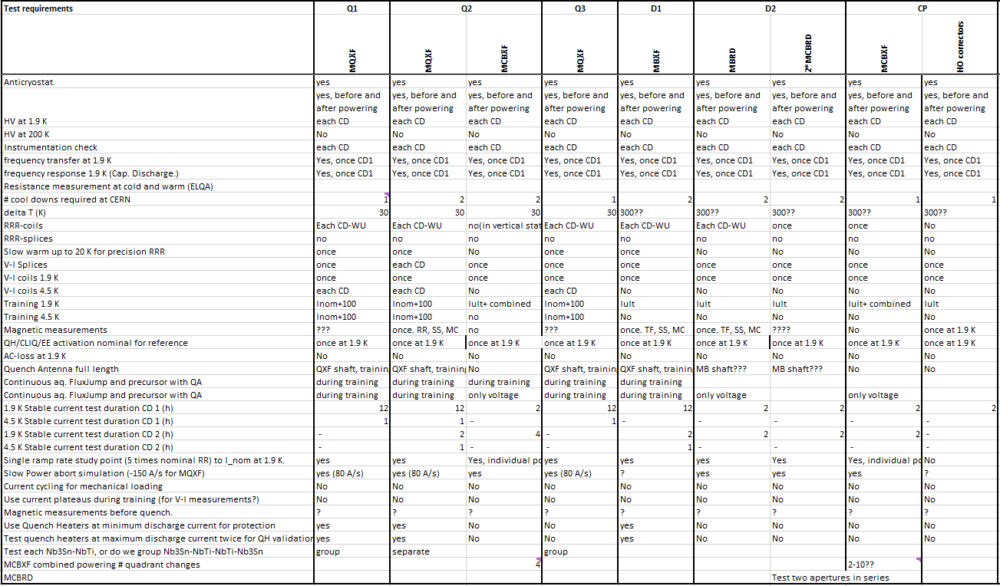 Test requirements Q1 Q2 Q3 D1 D2 CP
MQXF MQXF MCBXF MQXF MBXF MBRD 2*MCBRD MCBXF HO correctors
Anticryostat yes yes yes yes yes yes yes yes yes
yes, before and yes, before and yes, before and yes, before and yes, before and yes, before and yes, before and yes, before and yes, before and
after powering after powering after powering after powering after powering after powering after powering after powering after powering
HV at 1.9 K each CD each CD each CD each CD each CD each CD each CD each CD each CD
HV at 200 K No No No No No No No No No
Instrumentation check each CD each CD each CD each CD each CD each CD each CD each CD each CD
frequency transfer at 1.9 K Yes, once CD1 Yes, once CD1 Yes, once CD1 Yes, once CD1 Yes, once CD1 Yes, once CD1 Yes, once CD1 Yes, once CD1 Yes, once CD1
frequency response 1.9 K (Cap. Discharge.) Yes, once CD1 Yes, once CD1 Yes, once CD1 Yes, once CD1 Yes, once CD1 Yes, once CD1 Yes, once CD1 Yes, once CD1 Yes, once CD1
Resistance measurement at cold and warm (ELQA)
# cool downs required at CERN 1 2 2 1 2 2 2 1 1
delta T (K) 30 30 30 30 300?? 300?? 300?? 300?? 300??
RRR-coils Each CD-WU Each CD-WU no(in vertical stat Each CD-WU Each CD-WU Each CD-WU once once No
RRR-splices no no no no no no no no no
Slow warm up to 20 K for precision RRR once once No once once No No No No
V-I Splices once each CD once once once once once once once
V-I coils 1.9 K once once once once once once once once once
V-I coils 4.5 K each CD each CD No each CD No No No No No
Training 1.9 K Inom+100 Inom+100 Iult+ combined Inom+100 Iult Iult Iult Iult+ combined Iult
Training 4.5 K Inom+100 Inom+100 no Inom+100 No No No No No
Magnetic measurements ??? once. RR, SS, MC no ??? once. TF, SS, MC once. TF, SS, MC ???? No once at 1.9 K
QH/CLIQ/EE activation nominal for reference once at 1.9 K once at 1.9 K once at 1.9 K once at 1.9 K once at 1.9 K once at 1.9 K once at 1.9 K once at 1.9 K once at 1.9 K
AC-loss at 1.9 K No No No No No No No No No
Quench Antenna full length QXF shaft, trainin QXF shaft, training No QXF shaft, trainin QXF shaft, trainin MB shaft??? MB shaft??? No No
Continuous aq. FluxJump and precursor with QA during training during training during training during training during training
Continuous aq. FluxJump and precursor with QA during training during training only voltage during training during training only voltage only voltage
1.9 K Stable current test duration CD 1 (h) 12 12 2 12 12 2 2 2 2
4.5 K Stable current test duration CD 1 (h) 1 1 - 1 - - - - -
1.9 K Stable current test duration CD 2 (h) - 2 4 - 2 2 2 2 -
4.5 K Stable current test duration CD 2 (h) - 1 - - 1 - - - -
Single ramp rate study point (5 times nominal RR) to I_nom at 1.9 K. yes yes Yes, individual po yes yes yes Yes Yes, individual po No
Slow Power abort simulation (-150 A/s for MQXF) yes (80 A/s) yes (80 A/s) yes yes (80 A/s) ? yes yes yes ?
Current cycling for mechanical loading No No No No No No No No No
Use current plateaus during training (for V-I measurements?) No No No No No No No No No
Magnetic measurements before quench. ? ? ? ? ? ? ? ? ?
Use Quench Heaters at minimum discharge current for protection yes yes No No yes No No No No
Test quench heaters at maximum discharge current twice for QH validation yes yes No No yes No No No No
Test each Nb3Sn-NbTi, or do we group Nb3Sn-NbTi-NbTi-Nb3Sn group separate group
MCBXF combined powering # quadrant changes 4 2-10??
MCBRD Test two apertures in series